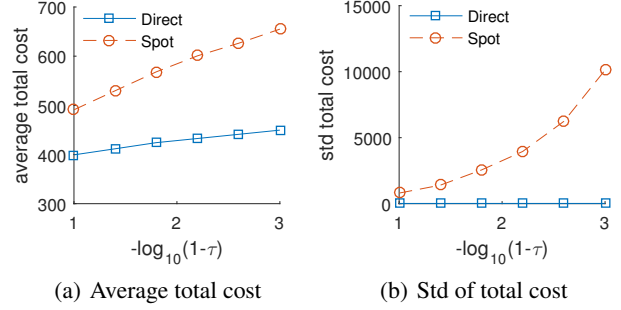 700
600
500
400
300
average total cost
Direct
Spot
1
2
3
-log10(1-τ)
(a) Average total cost
15000
10000
5000
0
std total cost
Direct
Spot
1
2
3
-log10(1-τ)
(b) Std of total cost